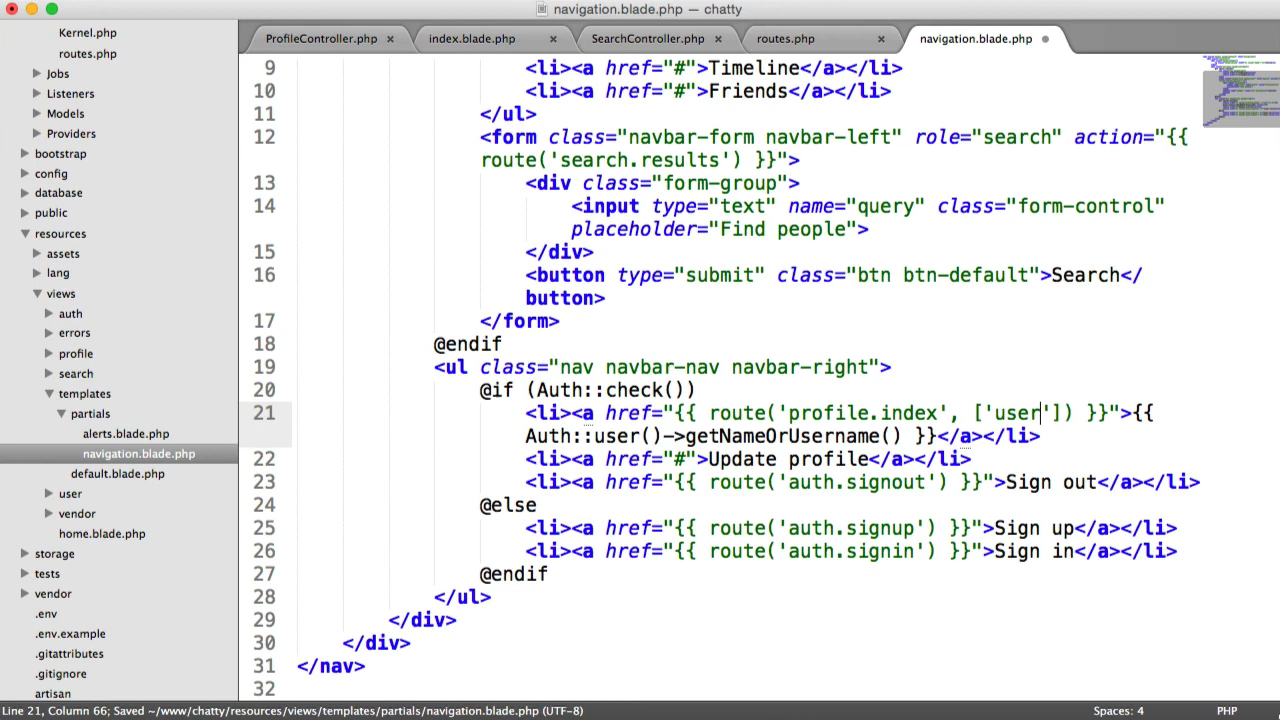 navigation.blade.php — chatty
ProfileController.php ×
index.blade.php ×
SearchController.php ×
routes.php ×
navigation.blade.php
Kernel.php
routes.php
Jobs
Listeners
Models
Providers
bootstrap
config
database
public
resources
assets
lang
views
auth
errors
profile
search
templates
partials
alerts.blade.php
navigation.blade.php
default.blade.php
user
vendor
home.blade.php
storage
tests
vendor
.env
.env.example
.gitattributes
.gitignore
artisan
9 <li><a href="#">Timeline</a></li>
10 <li><a href="#">Friends</a></li>
11 </ul>
12 <form class="navbar-form navbar-left" role="search" action="{{
route('search.results') }}">
13 <div class="form-group">
14 <input type="text" name="query" class="form-control"
placeholder="Find people">
15 </div>
16 <button type="submit" class="btn btn-default">Search</
button>
17 </form>
18 @endif
19 <ul class="nav navbar-nav navbar-right">
20 @if (Auth::check())
21 <li><a href="{{ route('profile.index', ['user']) }}">{{
Auth::user()->getNameOrUsername() }}</a></li>
22 <li><a href="#">Update profile</a></li>
23 <li><a href="{{ route('auth.signout') }}">Sign out</a></li>
24 @else
25 <li><a href="{{ route('auth.signup') }}">Sign up</a></li>
26 <li><a href="{{ route('auth.signin') }}">Sign in</a></li>
27 @endif
28 </ul>
29 </div>
30 </div>
31 </nav>
32
Line 21, Column 66; Saved ~/www/chatty/resources/views/templates/partials/navigation.blade.php (UTF-8)
Spaces: 4
PHP